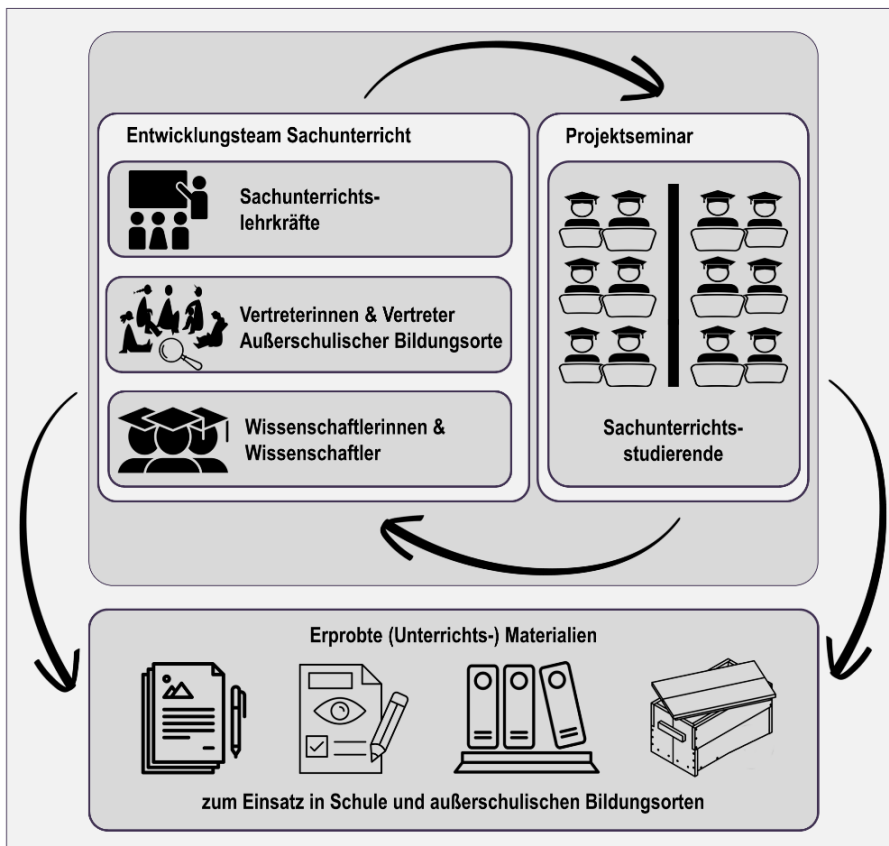 Entwicklungsteam Sachunterricht
Sachunterrichts-
lehrkräfte
Vertreterinnen & Vertreter
Außerschulischer Bildungsorte
Wissenschaftlerinnen &
Wissenschaftler
Projektseminar
Sachunterrichts-
studierende
Erprobte (Unterrichts-) Materialien
zum Einsatz in Schule und außerschulischen Bildungsorten